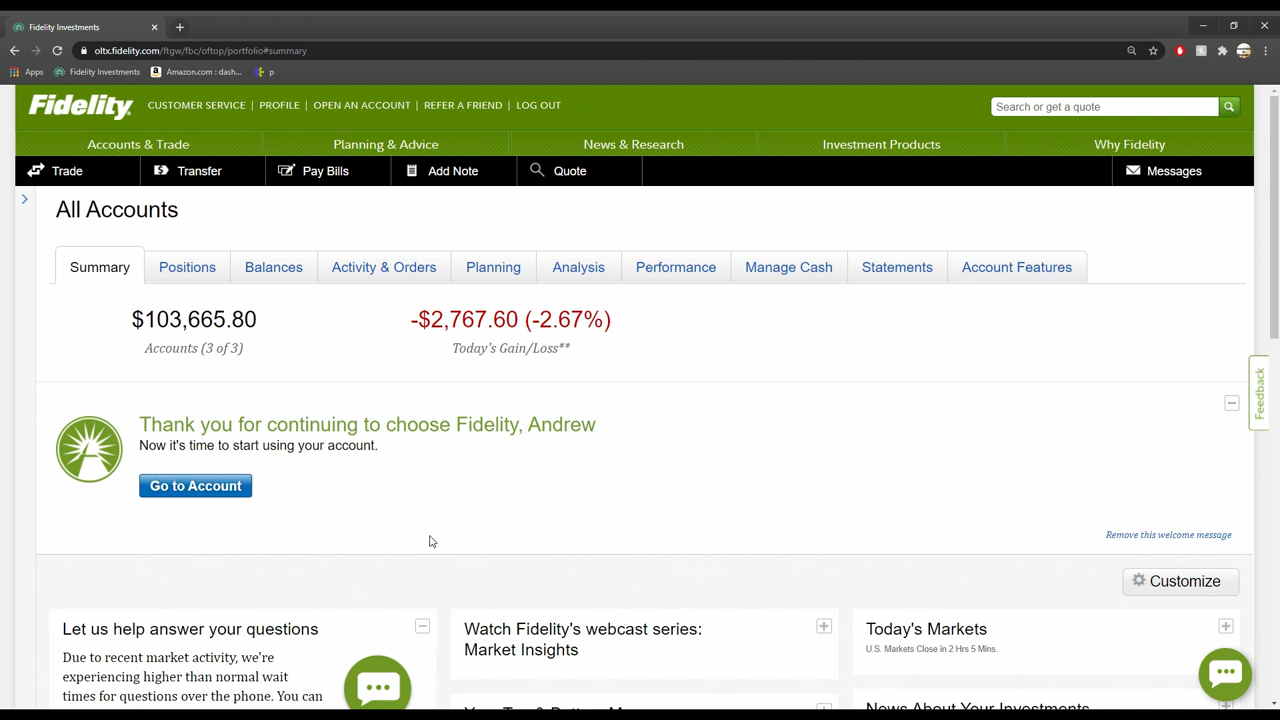 Fidelity Investments
oltx.fidelity.com/ftgw/fbc/oftop/portfolio#summary
Apps Fidelity Investments Amazon.com : dash... p
Fidelity CUSTOMER SERVICE | PROFILE | OPEN AN ACCOUNT | REFER A FRIEND | LOG OUT Search or get a quote
Accounts & Trade Planning & Advice News & Research Investment Products Why Fidelity
Trade Transfer Pay Bills Add Note Quote Messages
All Accounts
Summary Positions Balances Activity & Orders Planning Analysis Performance Manage Cash Statements Account Features
$103,665.80 -$2,767.60 (-2.67%)
Accounts (3 of 3) Today's Gain/Loss**
Feedback
Thank you for continuing to choose Fidelity, Andrew
Now it's time to start using your account.
Go to Account
Remove this welcome message
Customize
Let us help answer your questions
Due to recent market activity, we're
experiencing higher than normal wait
times for questions over the phone. You can
Watch Fidelity's webcast series:
Market Insights
Today's Markets
U.S. Markets Close in 2 Hrs 5 Mins.
News About Your Investments